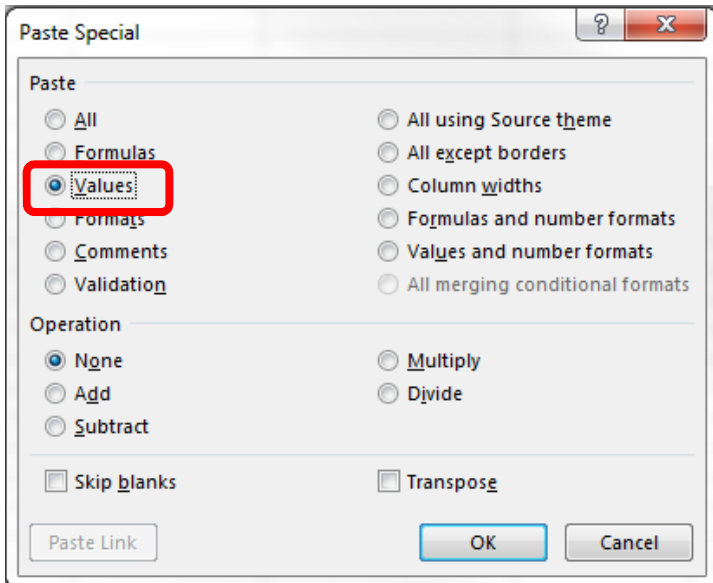 Paste Special
Paste
All
All using Source theme
Formulas
All except borders
Values
Column widths
Formats
Formulas and number formats
Comments
Values and number formats
Validation
All merging conditional formats
Operation
None
Multiply
Add
Divide
Subtract
Skip blanks
Transpose
Paste Link
OK
Cancel